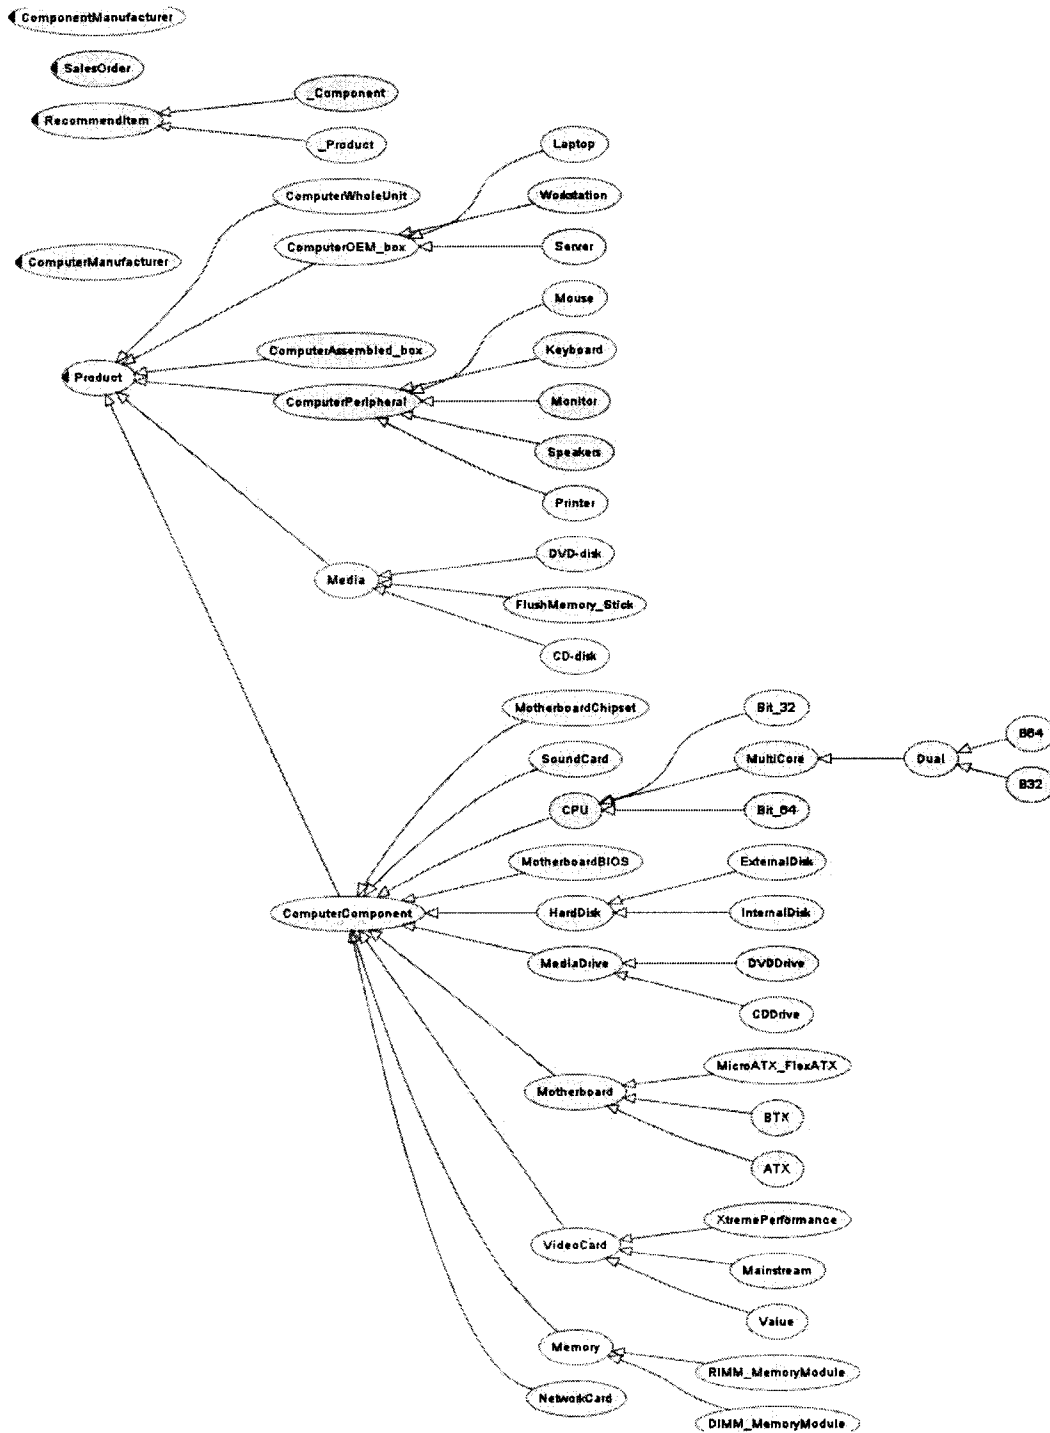 ComponentManufacturer
SalesOrder
_Component
RecommendItem
_Product
Laptop
ComputerWholeUnit
Workstation
ComputerOEM_box
Server
ComputerManufacturer
Mouse
ComputerAssembled_box
Keyboard
Product
ComputerPeripheral
Monitor
Speakers
Printer
DVD-disk
Media
FlushMemory_Stick
CD-disk
MotherboardChipset
Bit_32
B64
SoundCard
MultiCore
Dual
B32
CPU
Bit_64
MotherboardBIOS
ExternalDisk
ComputerComponent
HardDisk
InternalDisk
MediaDrive
DVDDrive
CDDrive
MicroATX_FlexATX
Motherboard
BTX
ATX
XtremePerformance
VideoCard
Mainstream
Value
Memory
RIMM_MemoryModule
NetworkCard
DIMM_MemoryModule